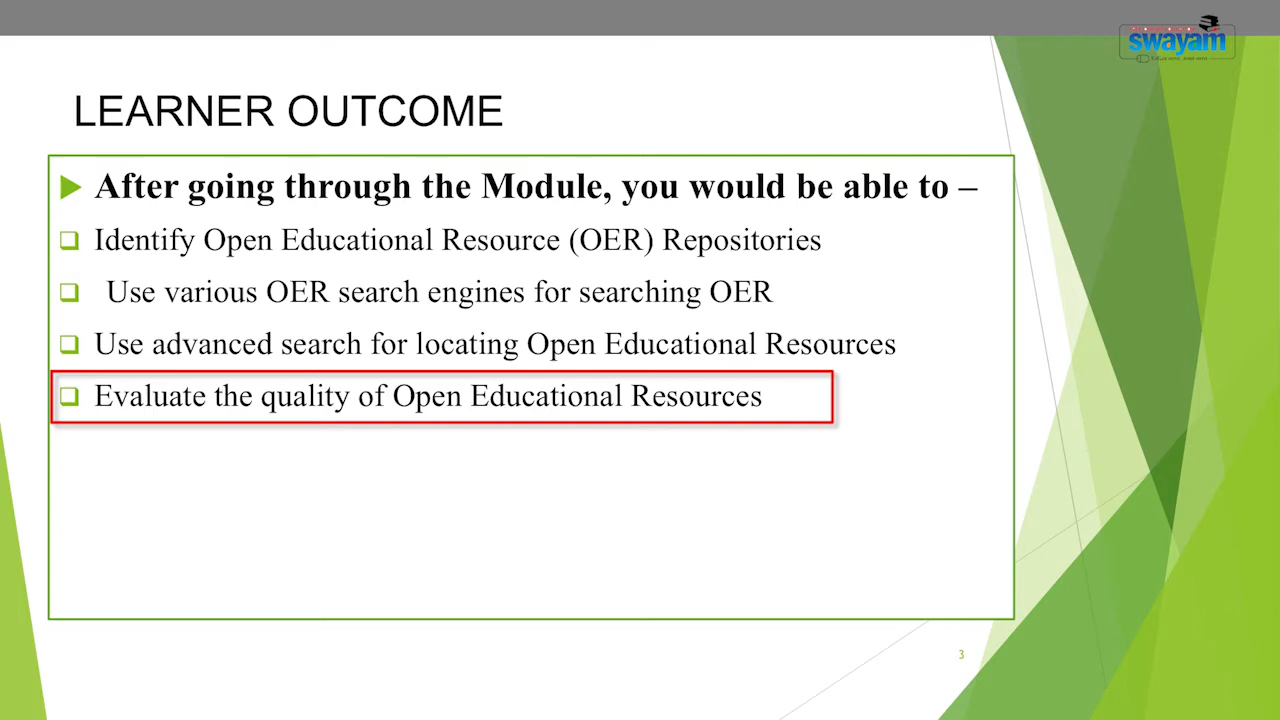 swayam
LEARNER OUTCOME
After going through the Module, you would be able to –
Identify Open Educational Resource (OER) Repositories
Use various OER search engines for searching OER
Use advanced search for locating Open Educational Resources
Evaluate the quality of Open Educational Resources
3